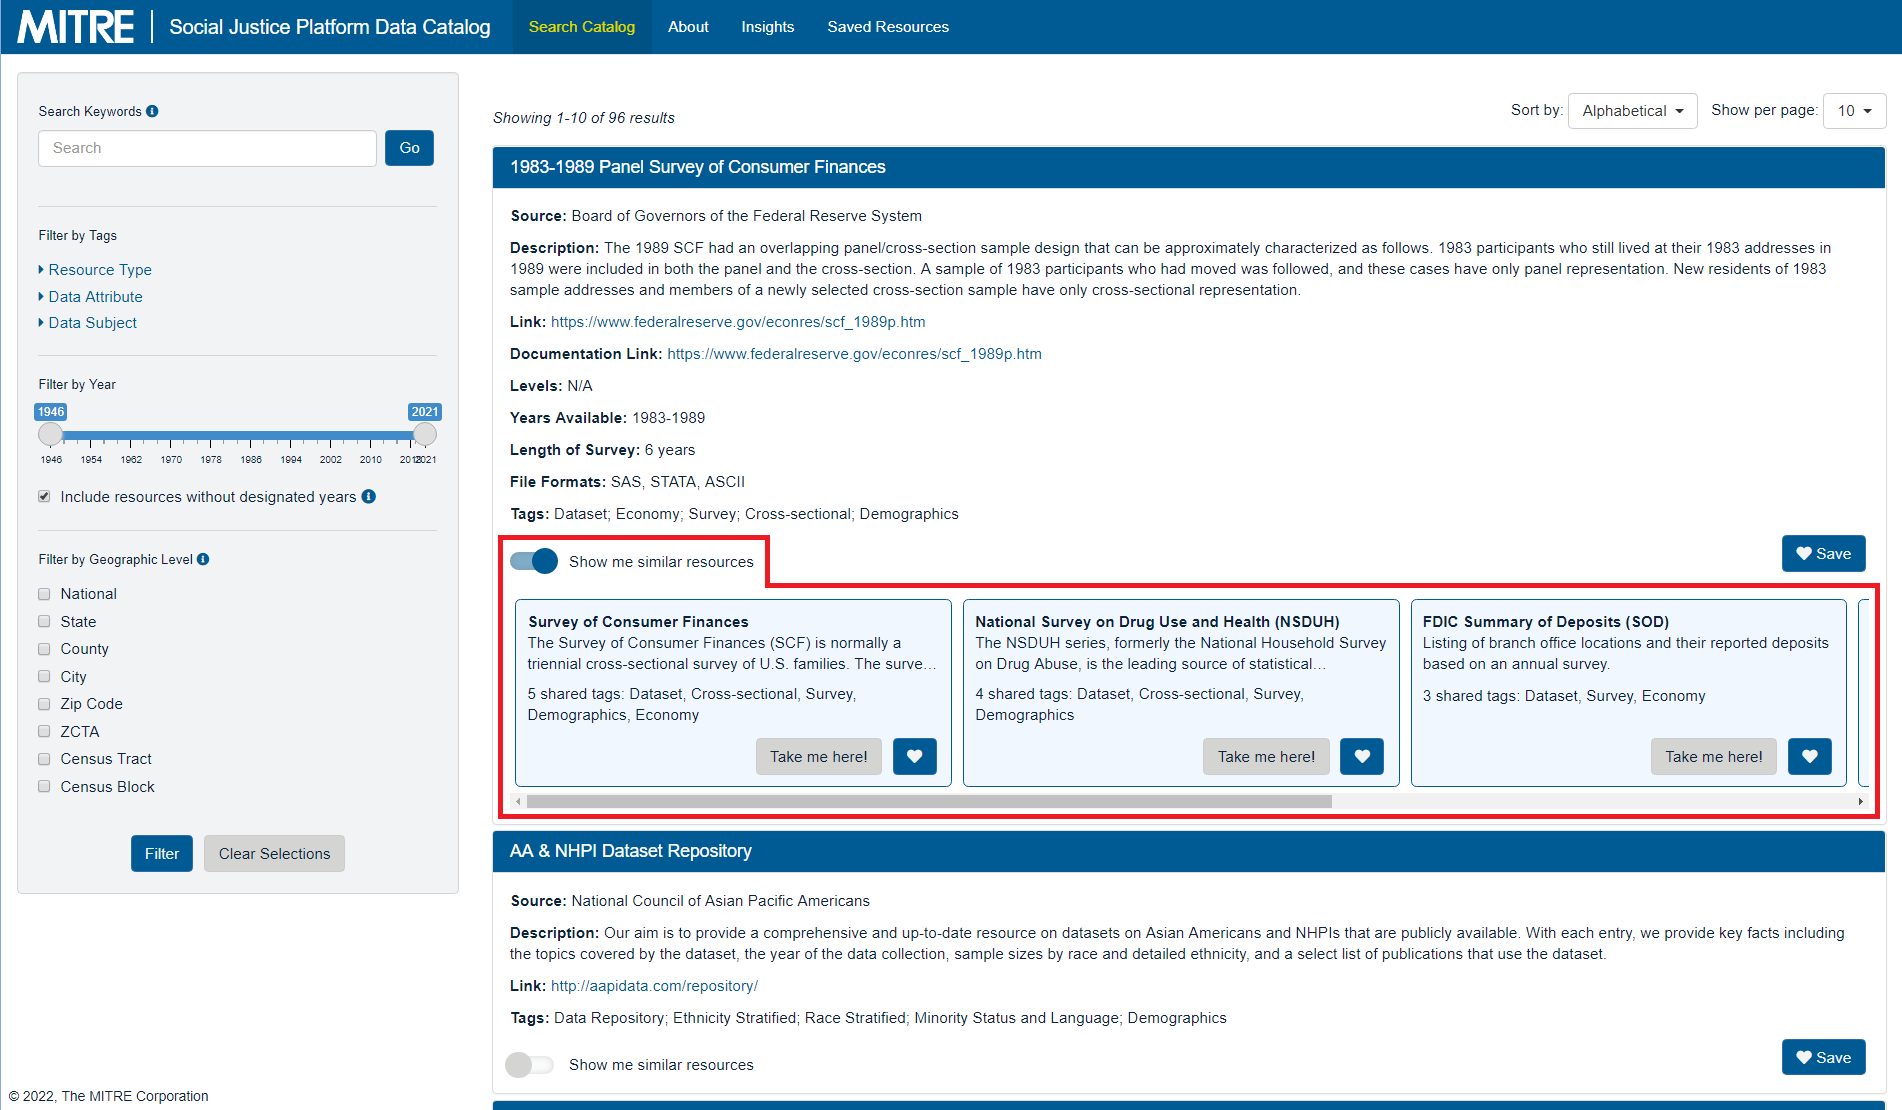 MITRE
Social Justice Platform Data Catalog
Search Catalog
About
Insights
Saved Resources
Search Keywords
Search
Go
Filter by Tags
Resource Type
Data Attribute
Data Subject
Filter by Year
1946
2021
1946 1954 1962 1970 1978 1986 1994 2002 2010 2018 2021
Include resources without designated years
Filter by Geographic Level
National
State
County
City
Zip Code
ZCTA
Census Tract
Census Block
Filter
Clear Selections
© 2022, The MITRE Corporation
Showing 1-10 of 96 results
Sort by: Alphabetical
Show per page: 10
1983-1989 Panel Survey of Consumer Finances
Source: Board of Governors of the Federal Reserve System
Description: The 1989 SCF had an overlapping panel/cross-section sample design that can be approximately characterized as follows. 1983 participants who still lived at their 1983 addresses in
1989 were included in both the panel and the cross-section. A sample of 1983 participants who had moved was followed, and these cases have only panel representation. New residents of 1983
sample addresses and members of a newly selected cross-section sample have only cross-sectional representation.
Link: https://www.federalreserve.gov/econres/scf_1989p.htm
Documentation Link: https://www.federalreserve.gov/econres/scf_1989p.htm
Levels: N/A
Years Available: 1983-1989
Length of Survey: 6 years
File Formats: SAS, STATA, ASCII
Tags: Dataset; Economy; Survey; Cross-sectional; Demographics
Show me similar resources
Save
Survey of Consumer Finances
The Survey of Consumer Finances (SCF) is normally a
triennial cross-sectional survey of U.S. families. The surve…
5 shared tags: Dataset, Cross-sectional, Survey,
Demographics, Economy
Take me here!
National Survey on Drug Use and Health (NSDUH)
The NSDUH series, formerly the National Household Survey
on Drug Abuse, is the leading source of statistical…
4 shared tags: Dataset, Cross-sectional, Survey,
Demographics
Take me here!
FDIC Summary of Deposits (SOD)
Listing of branch office locations and their reported deposits
based on an annual survey.
3 shared tags: Dataset, Survey, Economy
Take me here!
AA & NHPI Dataset Repository
Source: National Council of Asian Pacific Americans
Description: Our aim is to provide a comprehensive and up-to-date resource on datasets on Asian Americans and NHPIs that are publicly available. With each entry, we provide key facts including
the topics covered by the dataset, the year of the data collection, sample sizes by race and detailed ethnicity, and a select list of publications that use the dataset.
Link: http://aapidata.com/repository/
Tags: Data Repository; Ethnicity Stratified; Race Stratified; Minority Status and Language; Demographics
Show me similar resources
Save